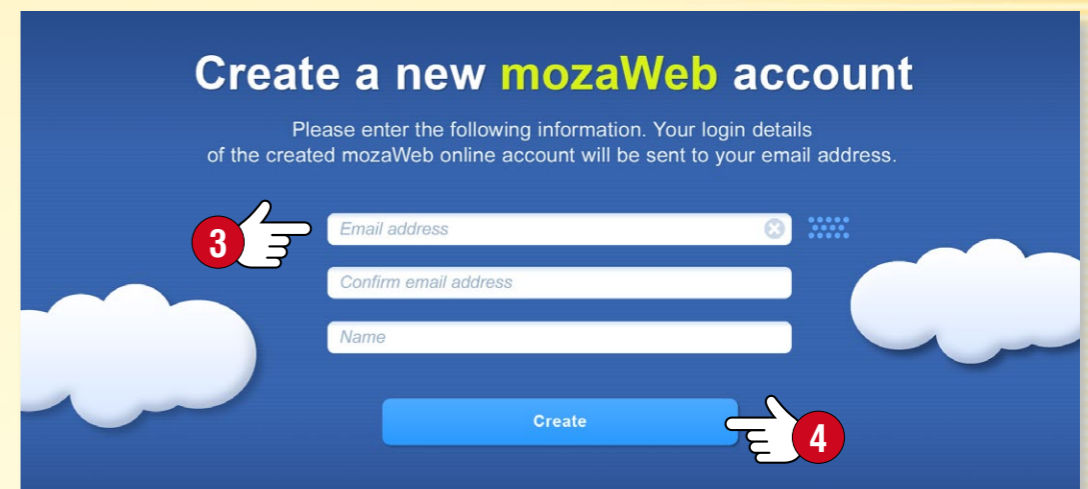 Create a new mozaWeb account
Please enter the following information. Your login details
of the created mozaWeb online account will be sent to your email address.
3
Email address
Confirm email address
Name
Create
4